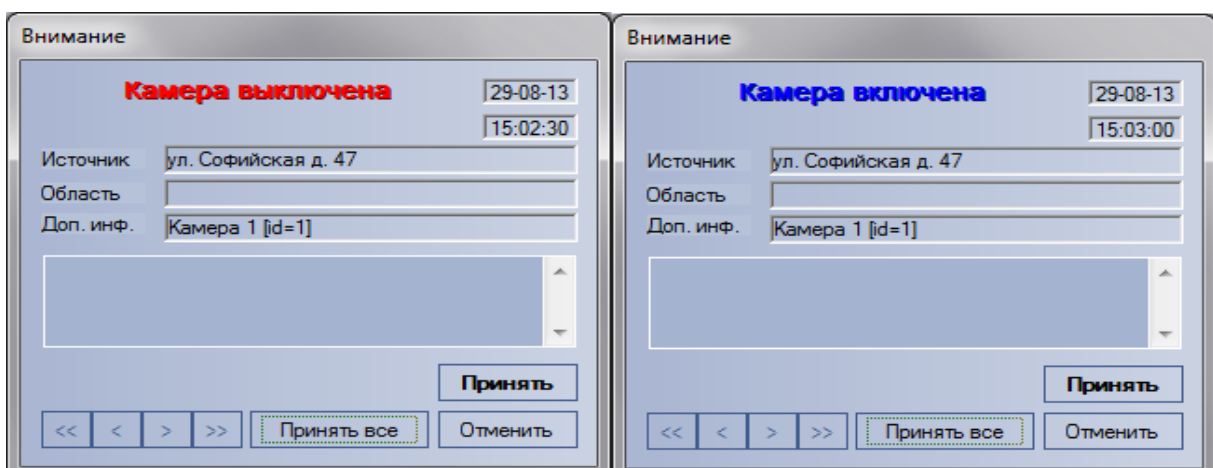 Внимание
Камера выключена
29-08-13
15:02:30
Источник ул. Софийская д. 47
Область
Доп. инф. Камера 1 [id=1]
Принять
<< < > >> Принять все Отменить
Внимание
Камера включена
29-08-13
15:03:00
Источник ул. Софийская д. 47
Область
Доп. инф. Камера 1 [id=1]
Принять
<< < > >> Принять все Отменить